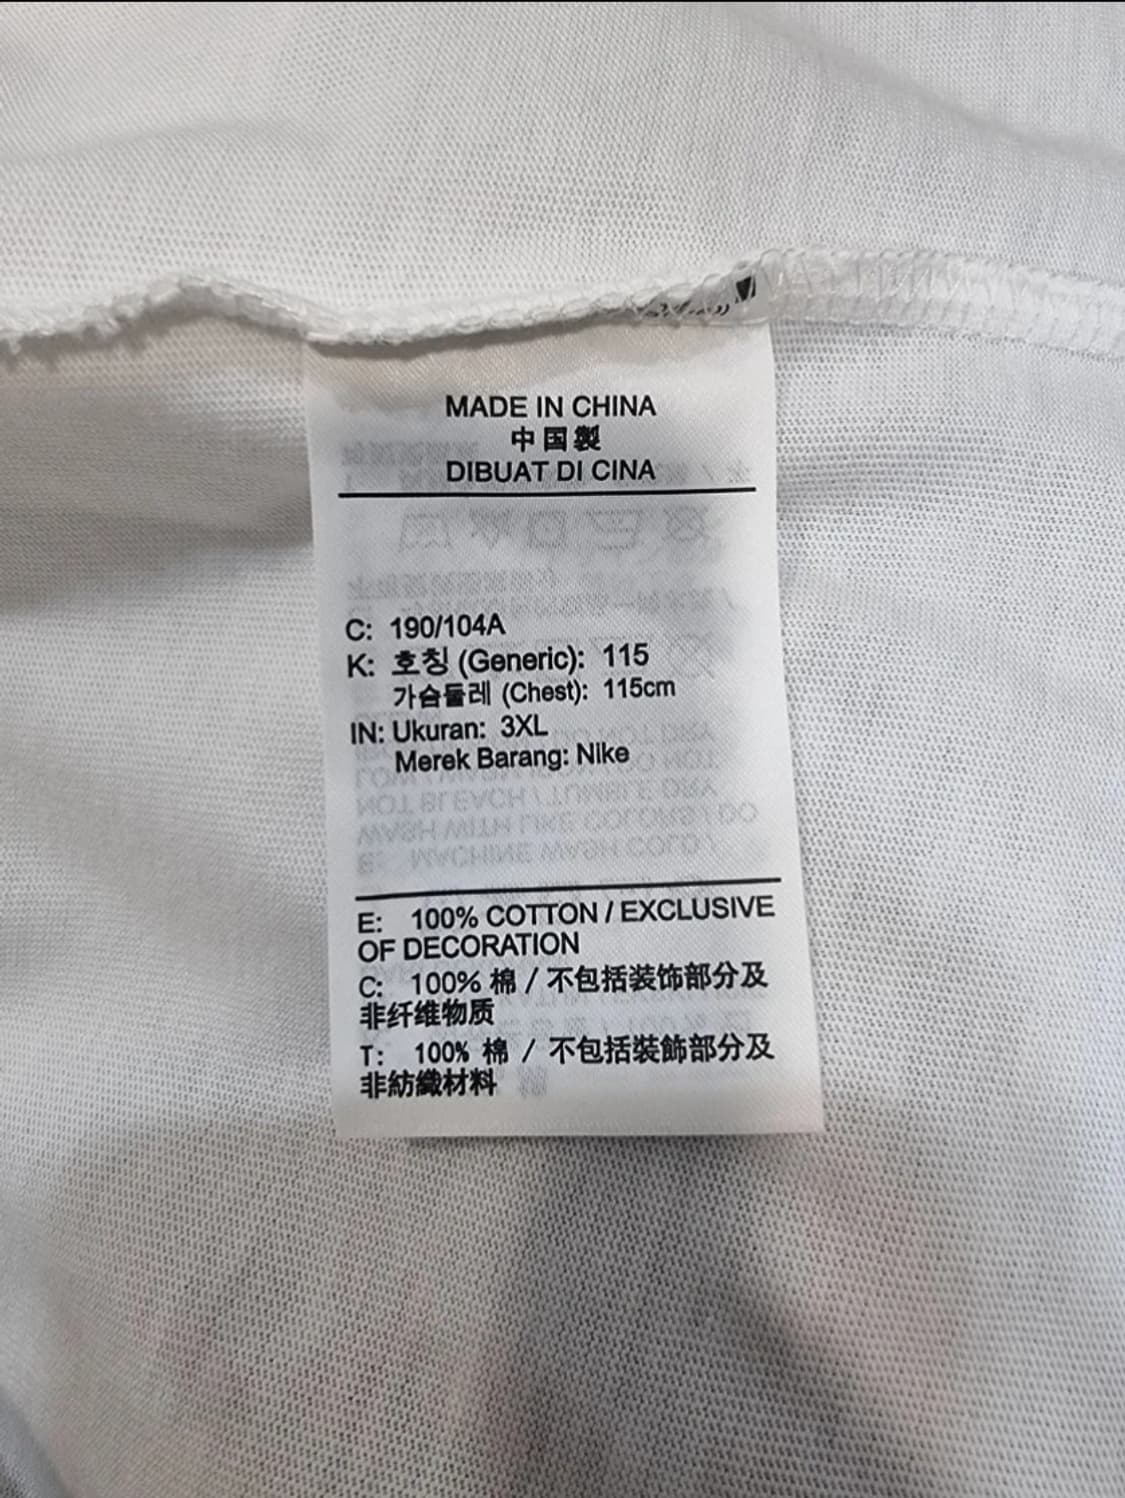 MADE IN CHINA
中国製
DIBUAT DI CINA
C: 190/104A
K: 호칭 (Generic): 115
가슴둘레 (Chest): 115cm
IN: Ukuran: 3XL
Merek Barang: Nike
E: 100% COTTON / EXCLUSIVE
OF DECORATION
C: 100% 棉 / 不包括装饰部分及
非纤维物质
T: 100% 棉 / 不包括裝飾部分及
非紡織材料